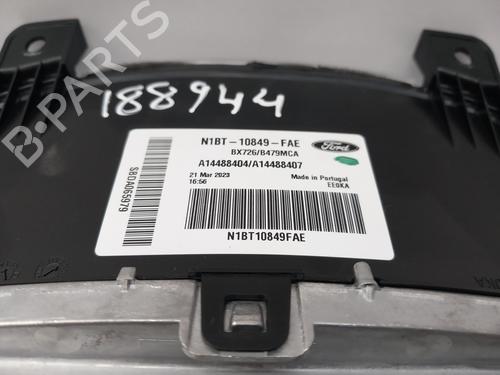 B-PARTS
188944
N1BT-10849-FAE
Ford
BX726/B479MCA
A14488404/A14488407
21 Mar 2023
Made in Portugal
16:56
EE0KA
SBDA065979
N1BT10849FAE